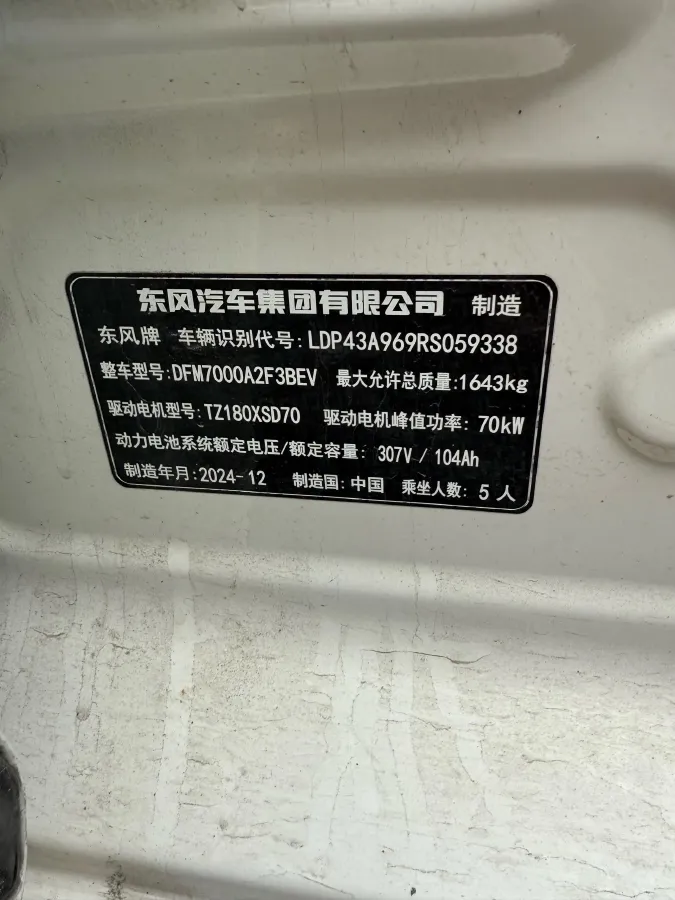 东风汽车集团有限公司 制造
东风牌 车辆识别代号:LDP43A969RS059338
整车型号:DFM7000A2F3BEV 最大允许总质量:1643kg
驱动电机型号:TZ180XSD70 驱动电机峰值功率: 70kW
动力电池系统额定电压/额定容量: 307V / 104Ah
制造年月:2024-12 制造国:中国 乘坐人数: 5 人